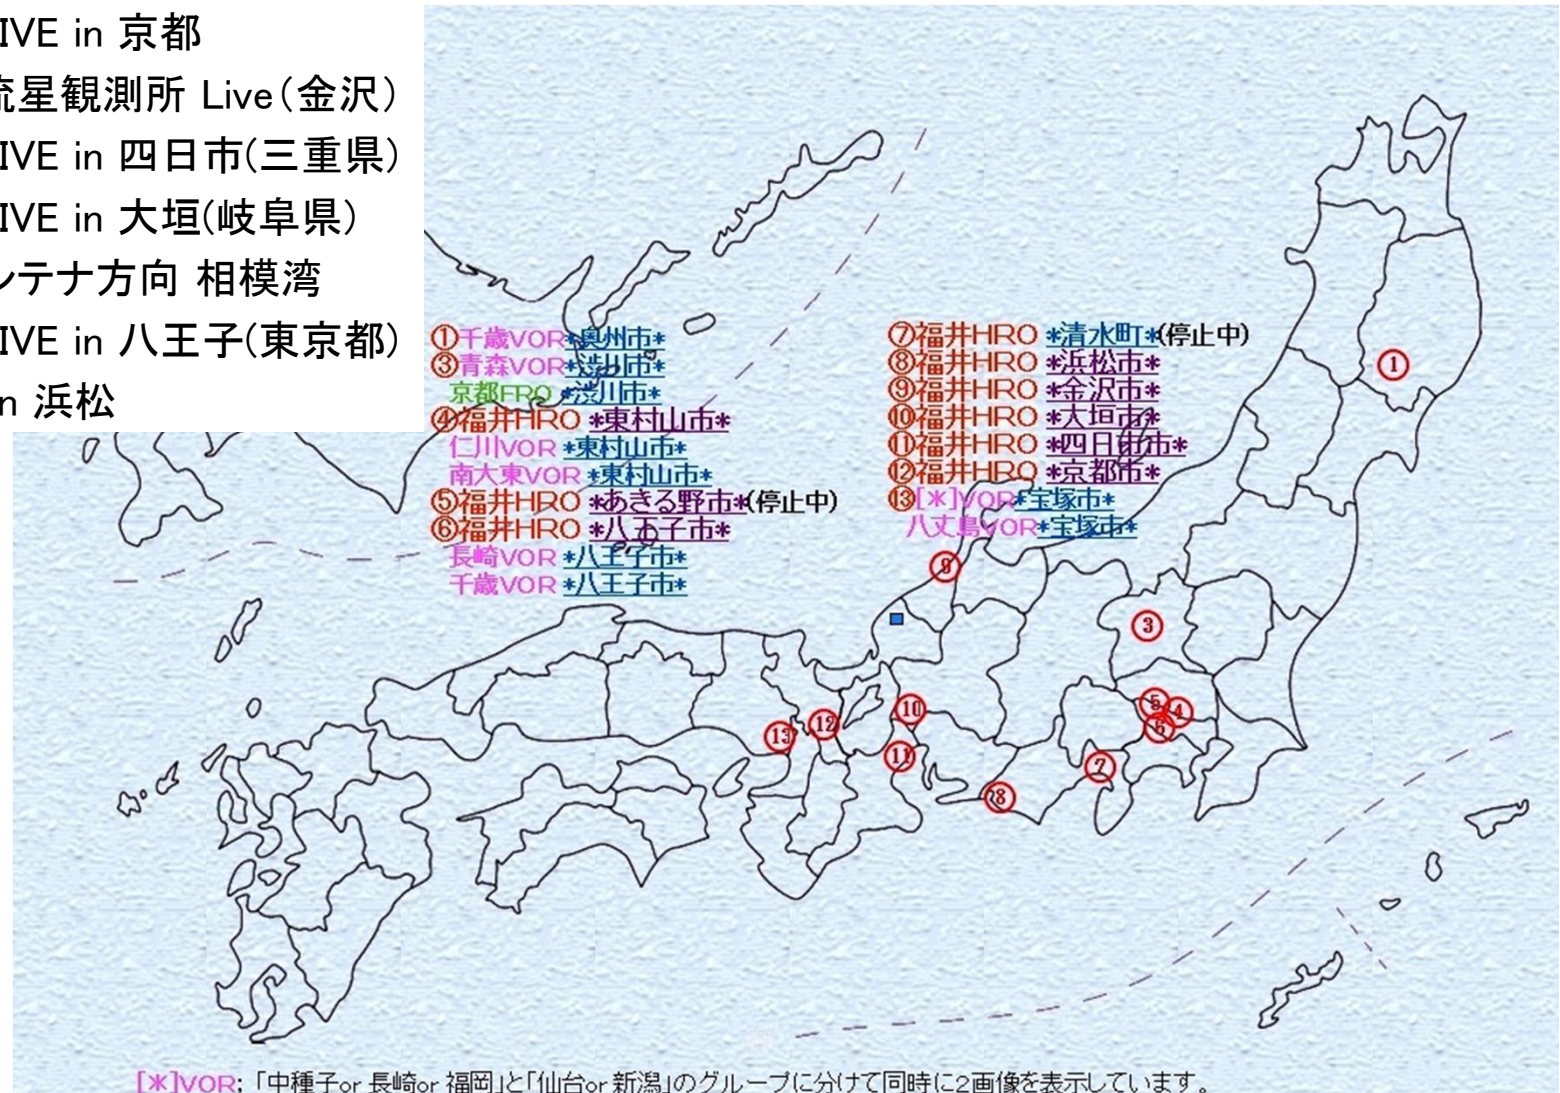 IVE in 京都
流星観測所 Live(金沢)
IVE in 四日市(三重県)
IVE in 大垣(岐阜県)
ンテナ方向 相模湾
IVE in 八王子(東京都)
n 浜松
①千歳VOR*奥州市*
③青森VOR*渋川市*
京都FRO *渋川市*
④福井HRO *東村山市*
仁川VOR *東村山市*
南大東VOR *東村山市*
⑤福井HRO *あきる野市*(停止中)
⑥福井HRO *八王子市*
長崎VOR *八王子市*
千歳VOR *八王子市*
⑦福井HRO *清水町*(停止中)
⑧福井HRO *浜松市*
⑨福井HRO *金沢市*
⑩福井HRO *大垣市*
⑪福井HRO *四日市市*
⑫福井HRO *京都市*
⑬[*]VOR*宝塚市*
八丈島VOR*宝塚市*
①
⑨
③
⑤
④
⑥
⑩
⑫
⑬
⑪
⑦
⑧
[*]VOR;「中種子or 長崎or 福岡」と「仙台or 新潟」のグループに分けて同時に2画像を表示しています。